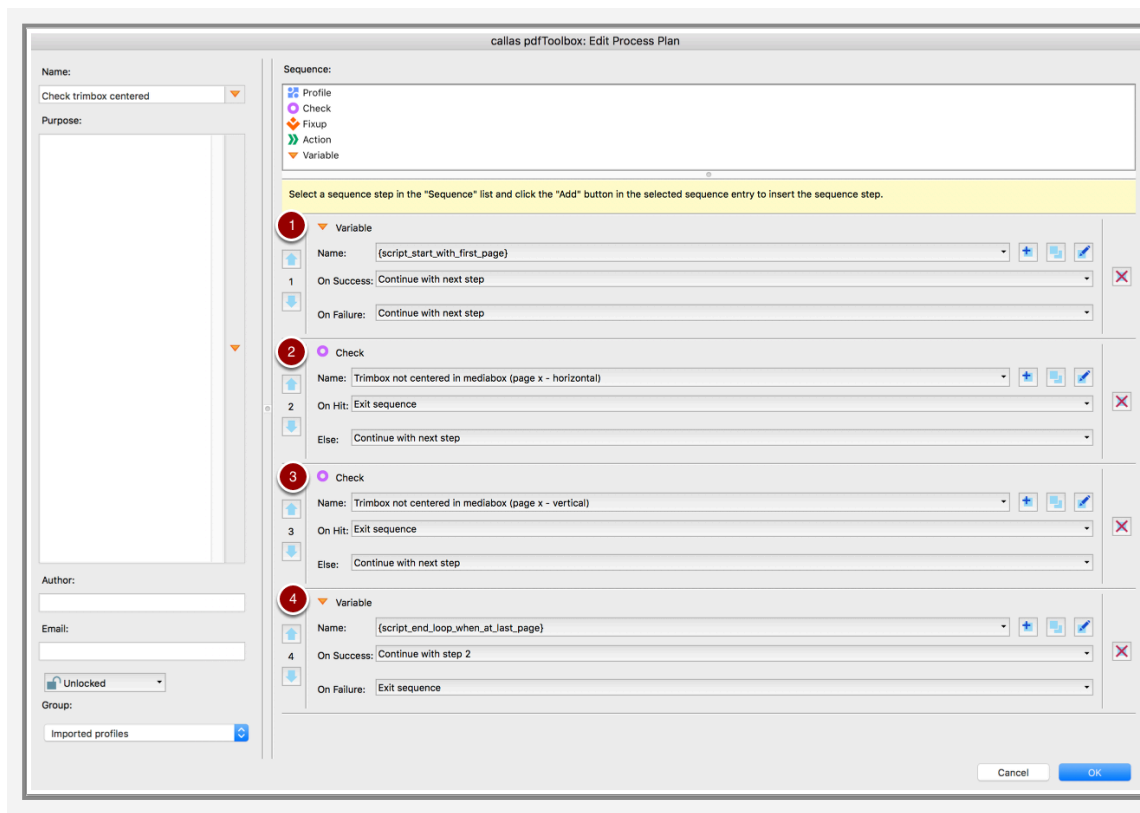 callas pdfToolbox: Edit Process Plan
Name:
Check trimbox centered
Purpose:
Author:
Email:
Unlocked
Group:
Imported profiles
Sequence:
Profile
Check
Fixup
Action
Variable
Select a sequence step in the "Sequence" list and click the "Add" button in the selected sequence entry to insert the sequence step.
1
Variable
Name: {script_start_with_first_page}
1
On Success: Continue with next step
On Failure: Continue with next step
2
Check
Name: Trimbox not centered in mediabox (page x - horizontal)
2
On Hit: Exit sequence
Else: Continue with next step
3
Check
Name: Trimbox not centered in mediabox (page x - vertical)
3
On Hit: Exit sequence
Else: Continue with next step
4
Variable
Name: {script_end_loop_when_at_last_page}
4
On Success: Continue with step 2
On Failure: Exit sequence
Cancel
OK